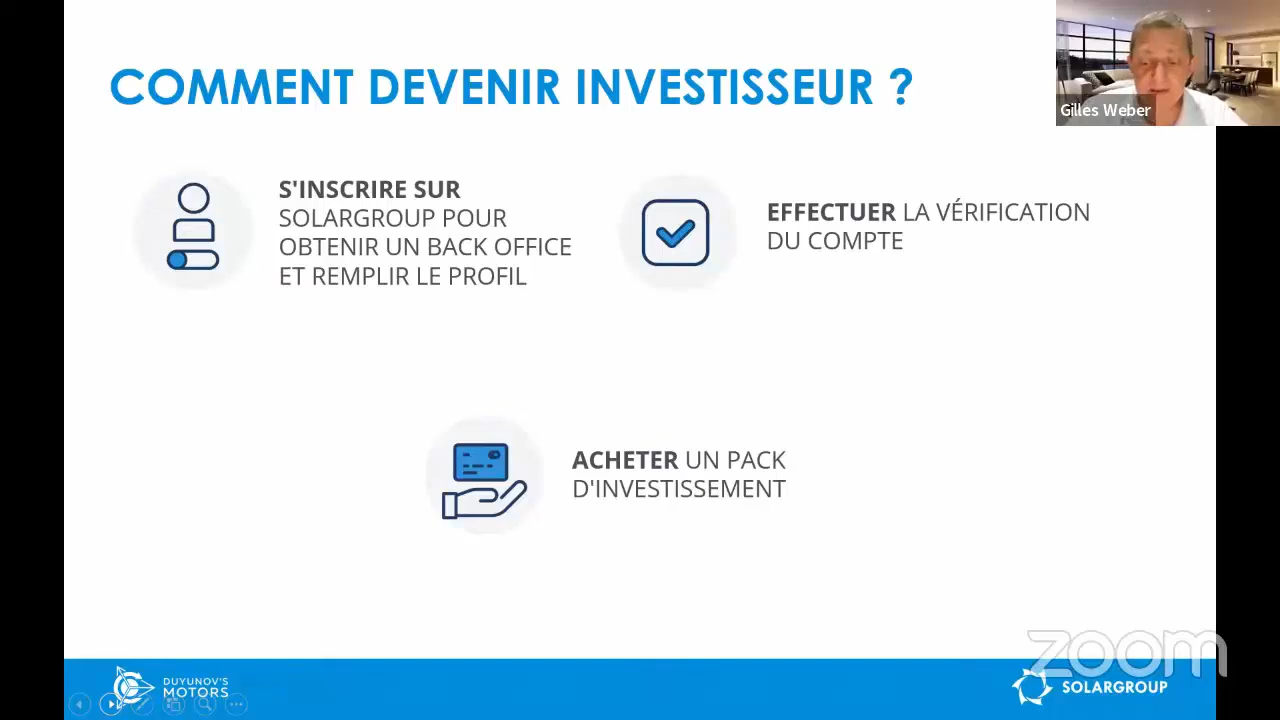 COMMENT DEVENIR INVESTISSEUR ?
Gilles Weber
S'INSCRIRE SUR
SOLARGROUP POUR
OBTENIR UN BACK OFFICE
ET REMPLIR LE PROFIL
EFFECTUER LA VÉRIFICATION
DU COMPTE
ACHETER UN PACK
D'INVESTISSEMENT
zoom
DUYUNOV'S
MOTORS
SOLARGROUP